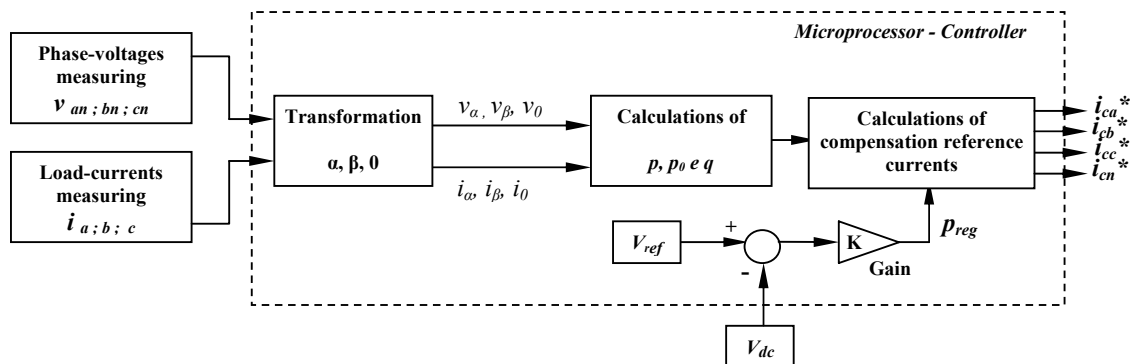 Microprocessor - Controller
Phase-voltages
measuring
v an ; bn ; cn
Load-currents
measuring
i a ; b ; c
Transformation
α, β, 0
vα , vβ, v0
iα, iβ, i0
Calculations of
p, p0 e q
Calculations of
compensation reference
currents
ica*
icb*
icc*
icn*
Vref
+
-
K
Gain
preg
Vdc